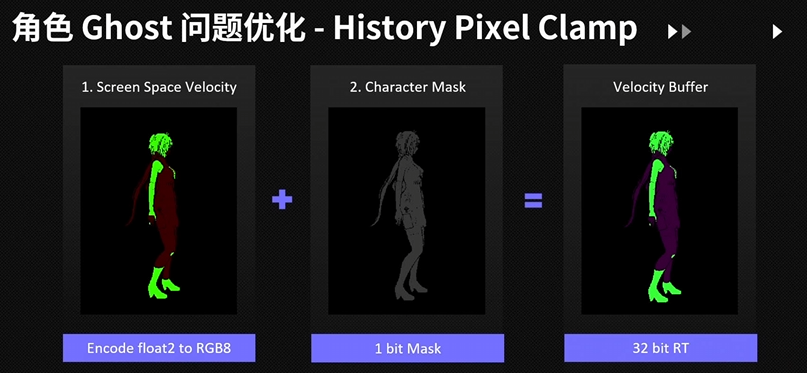 角色 Ghost 问题优化 - History Pixel Clamp
1. Screen Space Velocity
2. Character Mask
Velocity Buffer
Encode float2 to RGB8
1 bit Mask
32 bit RT